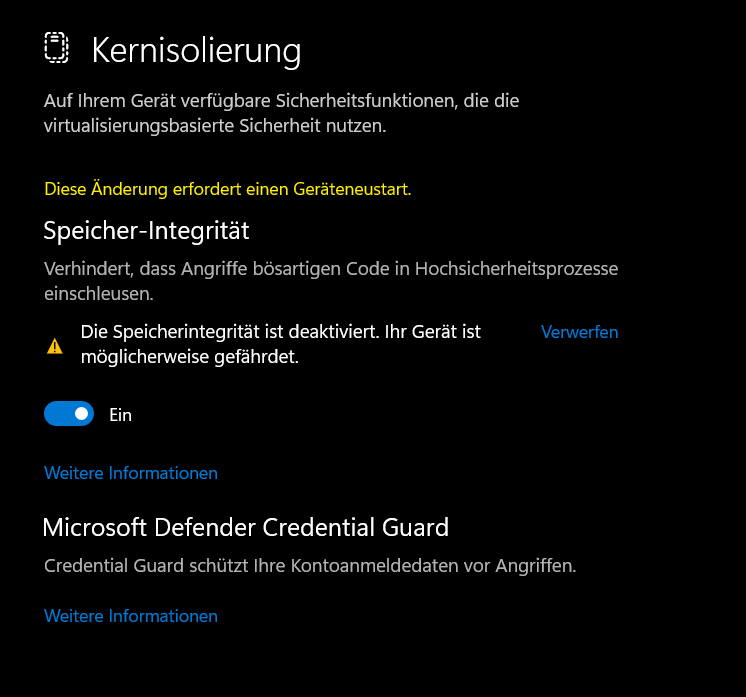 Kernisolierung
Auf Ihrem Gerät verfügbare Sicherheitsfunktionen, die die
virtualisierungsbasierte Sicherheit nutzen.
Diese Änderung erfordert einen Geräteneustart.
Speicher-Integrität
Verhindert, dass Angriffe bösartigen Code in Hochsicherheitsprozesse
einschleusen.
Die Speicherintegrität ist deaktiviert. Ihr Gerät ist Verwerfen
möglicherweise gefährdet.
Ein
Weitere Informationen
Microsoft Defender Credential Guard
Credential Guard schützt Ihre Kontoanmeldedaten vor Angriffen.
Weitere Informationen